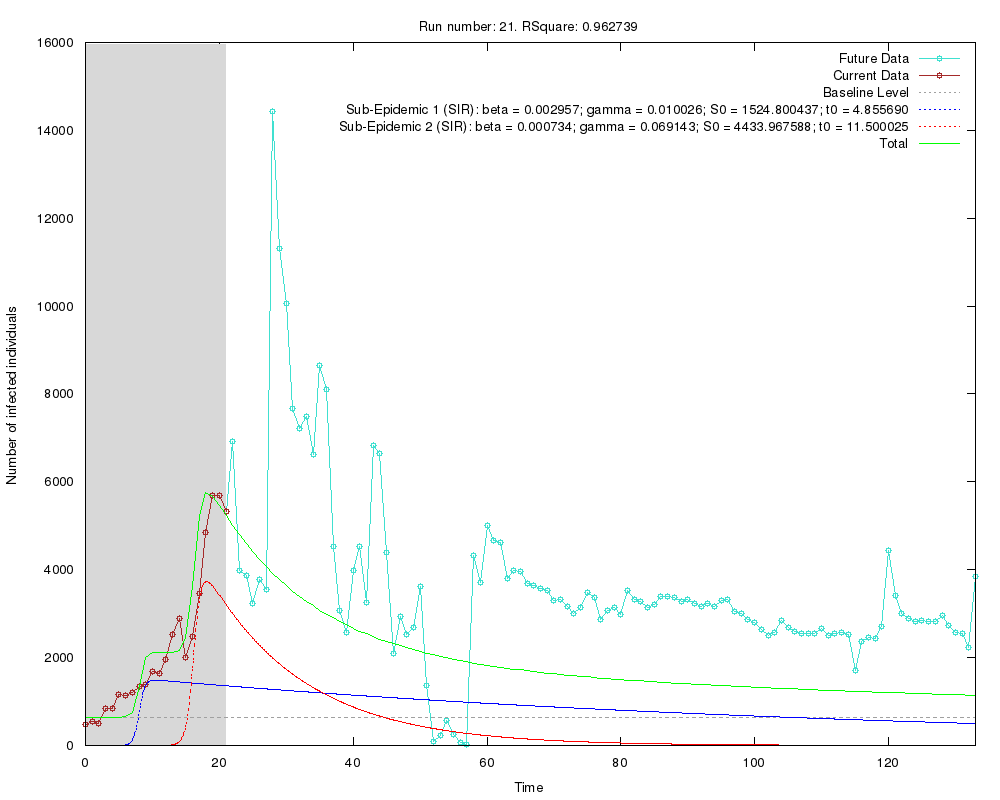 Run number: 21. RSquare: 0.962739
16000
14000
12000
10000
8000
6000
4000
2000
0
Number of infected individuals
Future Data
Current Data
Baseline Level
Sub-Epidemic 1 (SIR): beta = 0.002957; gamma = 0.010026; S0 = 1524.800437; t0 = 4.855690
Sub-Epidemic 2 (SIR): beta = 0.000734; gamma = 0.069143; S0 = 4433.967588; t0 = 11.500025
Total
0 20 40 60 80 100 120
Time